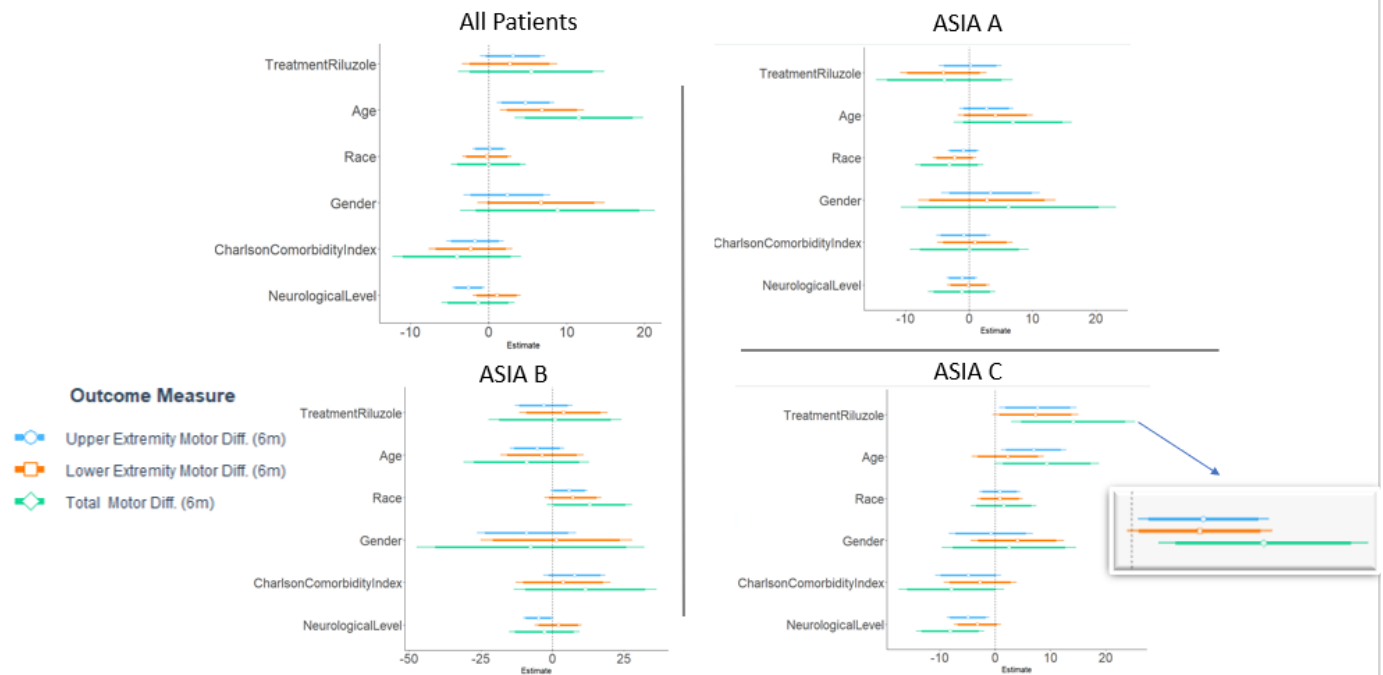 All Patients
TreatmentRiluzole
Age
Race
Gender
CharlsonComorbidityIndex
NeurologicalLevel
-10 0 10 20
Estimate
ASIA A
TreatmentRiluzole
Age
Race
Gender
CharlsonComorbidityIndex
NeurologicalLevel
-10 0 10 20
Estimate
Outcome Measure
Upper Extremity Motor Diff. (6m)
Lower Extremity Motor Diff. (6m)
Total Motor Diff. (6m)
ASIA B
TreatmentRiluzole
Age
Race
Gender
CharlsonComorbidityIndex
NeurologicalLevel
-50 -25 0 25
Estimate
ASIA C
TreatmentRiluzole
Age
Race
Gender
CharlsonComorbidityIndex
NeurologicalLevel
-10 0 10 20
Estimate